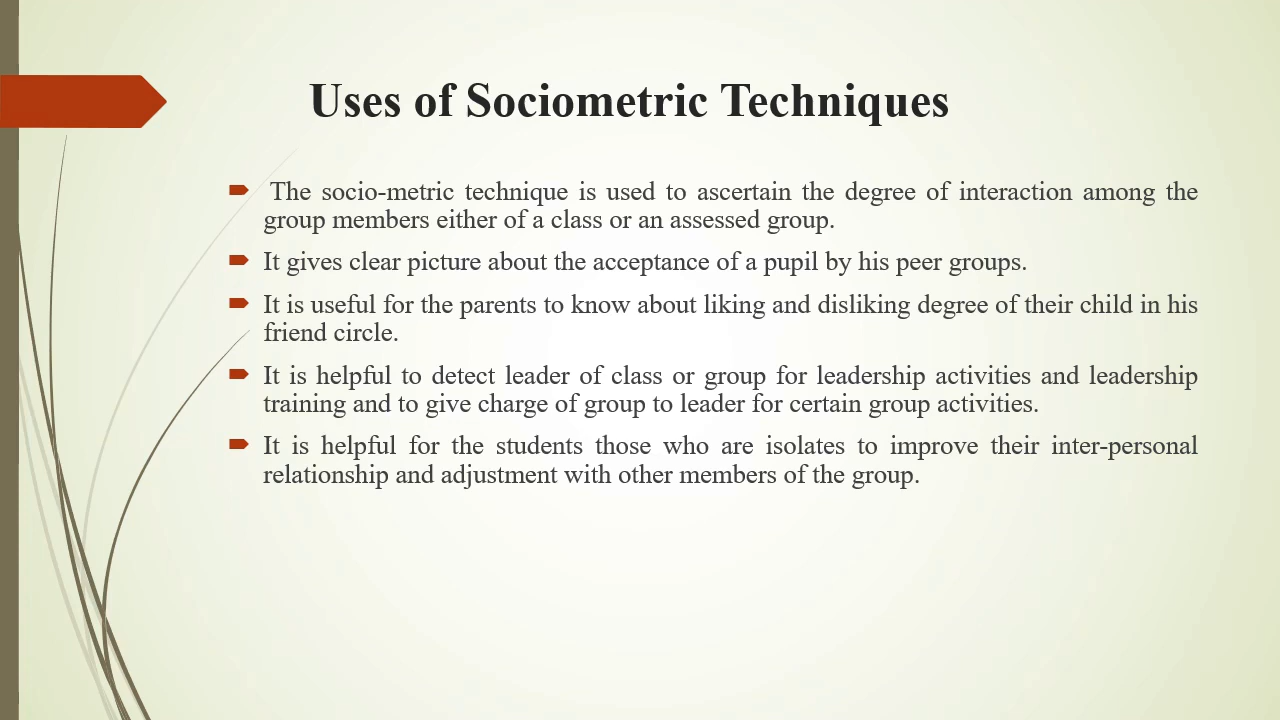 Uses of Sociometric Techniques
The socio-metric technique is used to ascertain the degree of interaction among the
group members either of a class or an assessed group.
It gives clear picture about the acceptance of a pupil by his peer groups.
It is useful for the parents to know about liking and disliking degree of their child in his
friend circle.
It is helpful to detect leader of class or group for leadership activities and leadership
training and to give charge of group to leader for certain group activities.
It is helpful for the students those who are isolates to improve their inter-personal
relationship and adjustment with other members of the group.